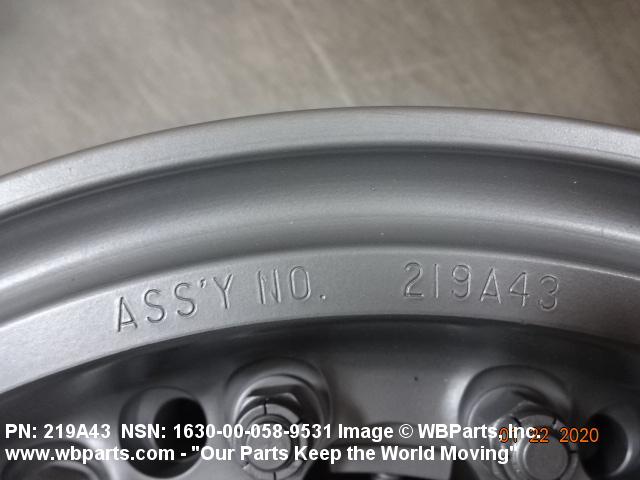 ASS'Y NO. 219A43
PN: 219A43 NSN: 1630-00-058-9531 Image © WBParts, Inc.
01 22 2020
www.wbparts.com - "Our Parts Keep the World Moving"